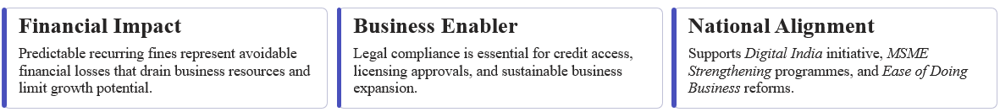 Financial Impact
Predictable recurring fines represent avoidable
financial losses that drain business resources and
limit growth potential.
Business Enabler
Legal compliance is essential for credit access,
licensing approvals, and sustainable business
expansion.
National Alignment
Supports Digital India initiative, MSME
Strengthening programmes, and Ease of Doing
Business reforms.